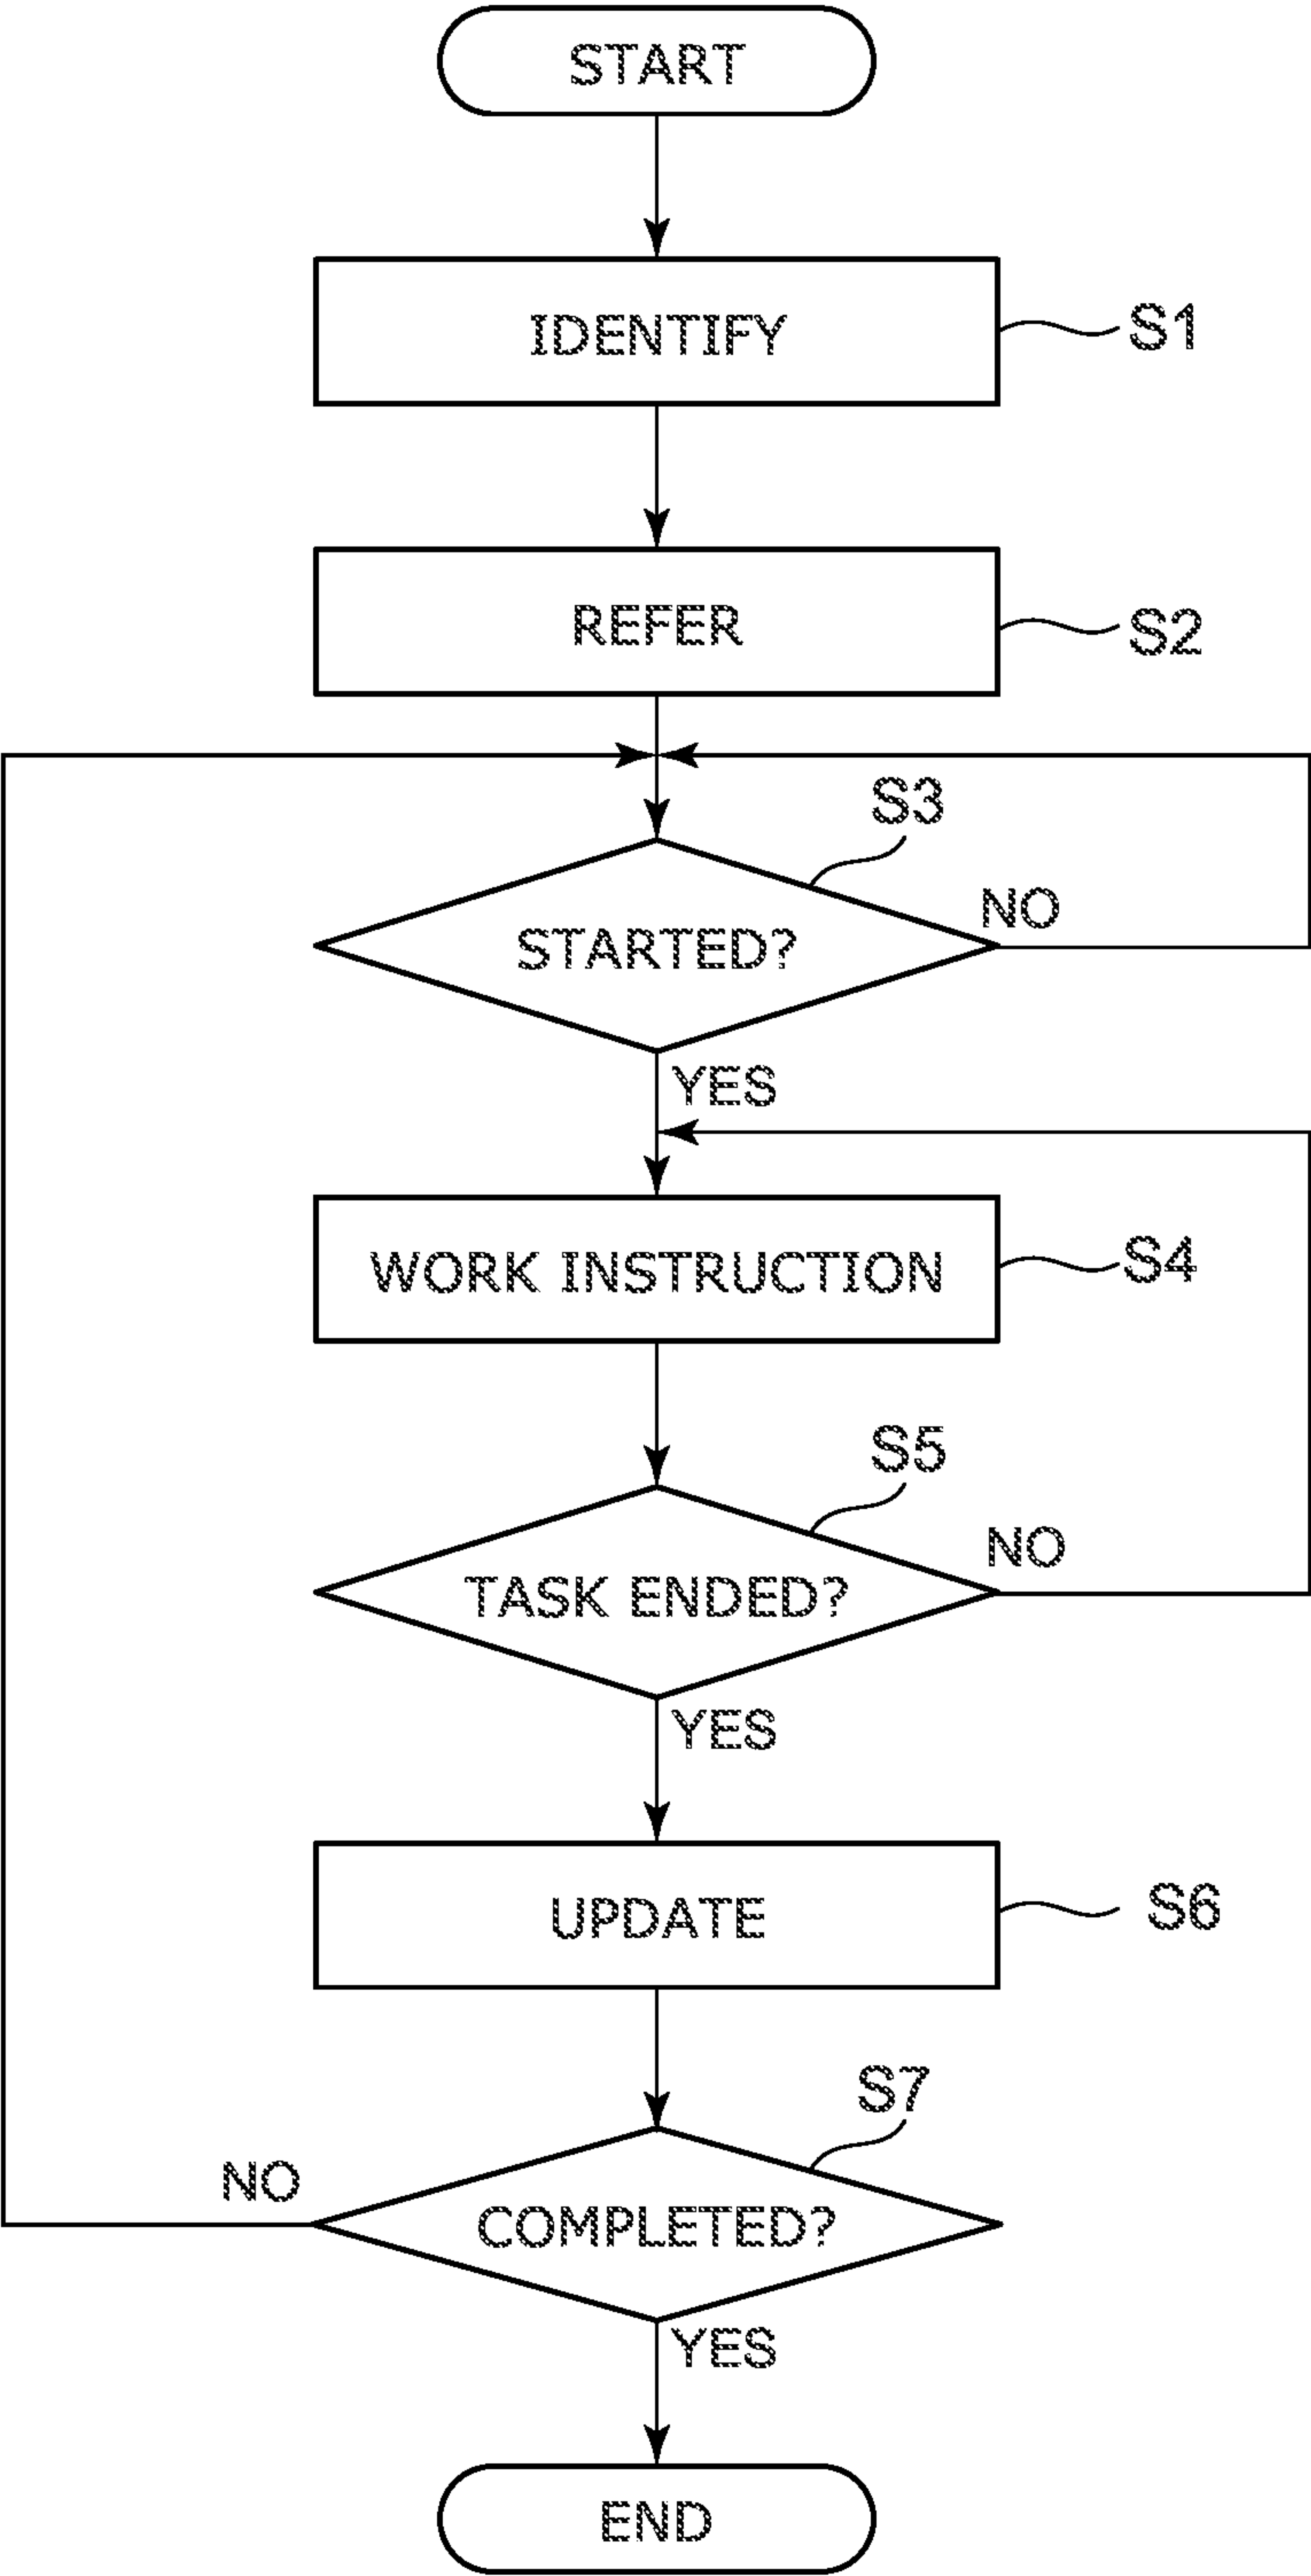 START
IDENTIFY
S1
REFER
S2
S3
STARTED?
NO
YES
WORK INSTRUCTION
S4
S5
TASK ENDED?
NO
YES
UPDATE
S6
S7
NO
COMPLETED?
YES
END